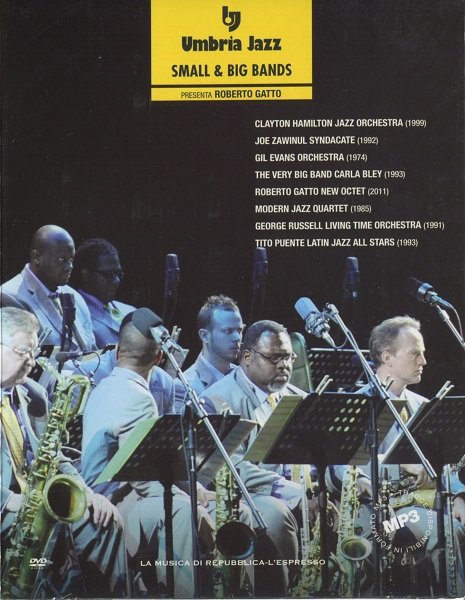 Umbria Jazz
SMALL & BIG BANDS
PRESENTA ROBERTO GATTO
CLAYTON HAMILTON JAZZ ORCHESTRA (1999)
JOE ZAWINUL SYNDACATE (1992)
GIL EVANS ORCHESTRA (1974)
THE VERY BIG BAND CARLA BLEY (1993)
ROBERTO GATTO NEW OCTET (2011)
MODERN JAZZ QUARTET (1985)
GEORGE RUSSELL LIVING TIME ORCHESTRA (1991)
TITO PUENTE LATIN JAZZ ALL STARS (1993)
MP3
DISPONIBILI IN FORMATO
DVD
LA MUSICA DI REPUBBLICA-L'ESPRESSO